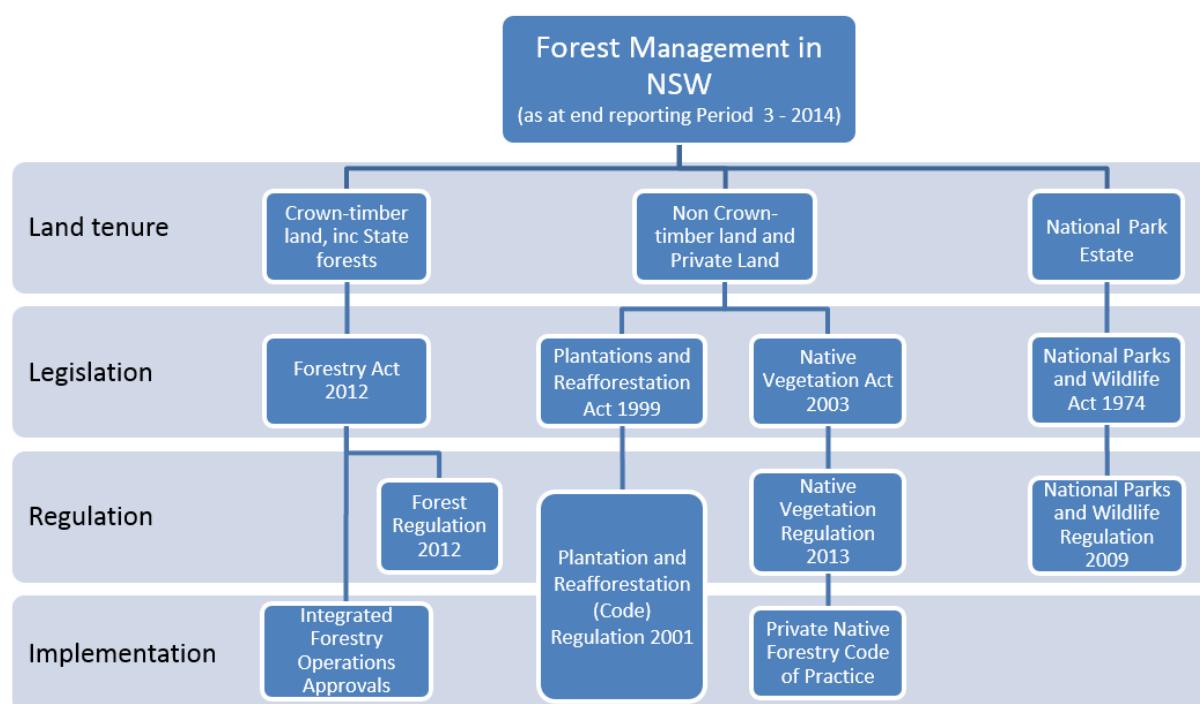 Forest Management in
NSW
(as at end reporting Period 3 - 2014)
Land tenure
Crown-timber
land, inc State
forests
Non Crown-
timber land and
Private Land
National Park
Estate
Legislation
Forestry Act
2012
Plantations and
Reafforestation
Act 1999
Native
Vegetation Act
2003
National Parks
and Wildlife
Act 1974
Regulation
Forest
Regulation
2012
Plantation and
Reafforestation
(Code)
Regulation 2001
Native
Vegetation
Regulation
2013
National Parks
and Wildlife
Regulation
2009
Implementation
Integrated
Forestry
Operations
Approvals
Private Native
Forestry Code
of Practice